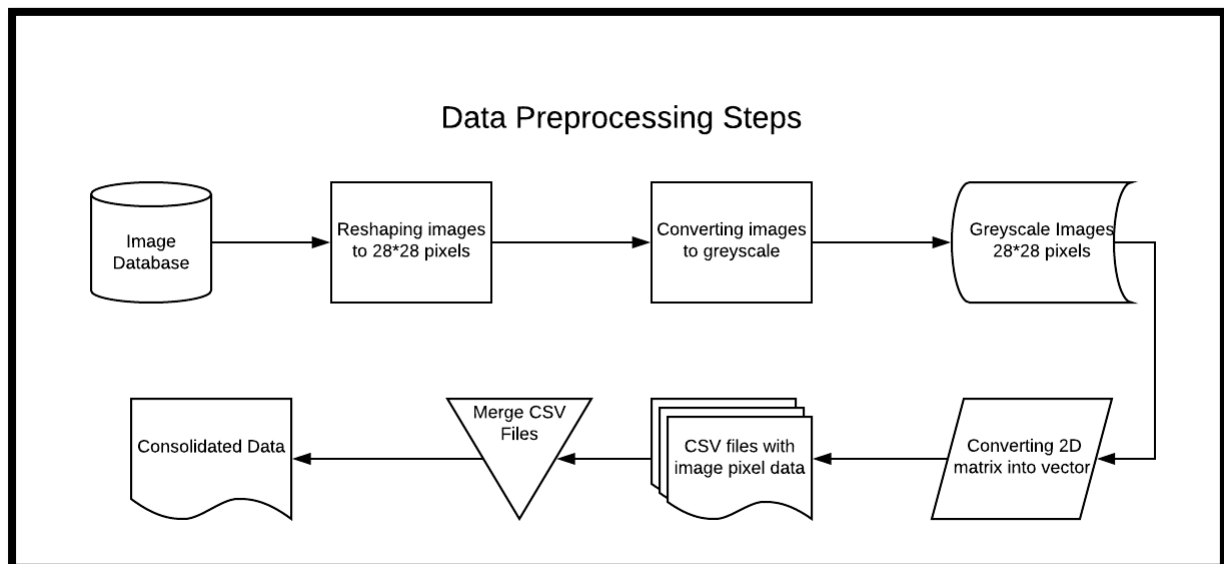 Data Preprocessing Steps
Image
Database
Reshaping images
to 28*28 pixels
Converting images
to greyscale
Greyscale Images
28*28 pixels
Converting 2D
matrix into vector
CSV files with
image pixel data
Merge CSV
Files
Consolidated Data